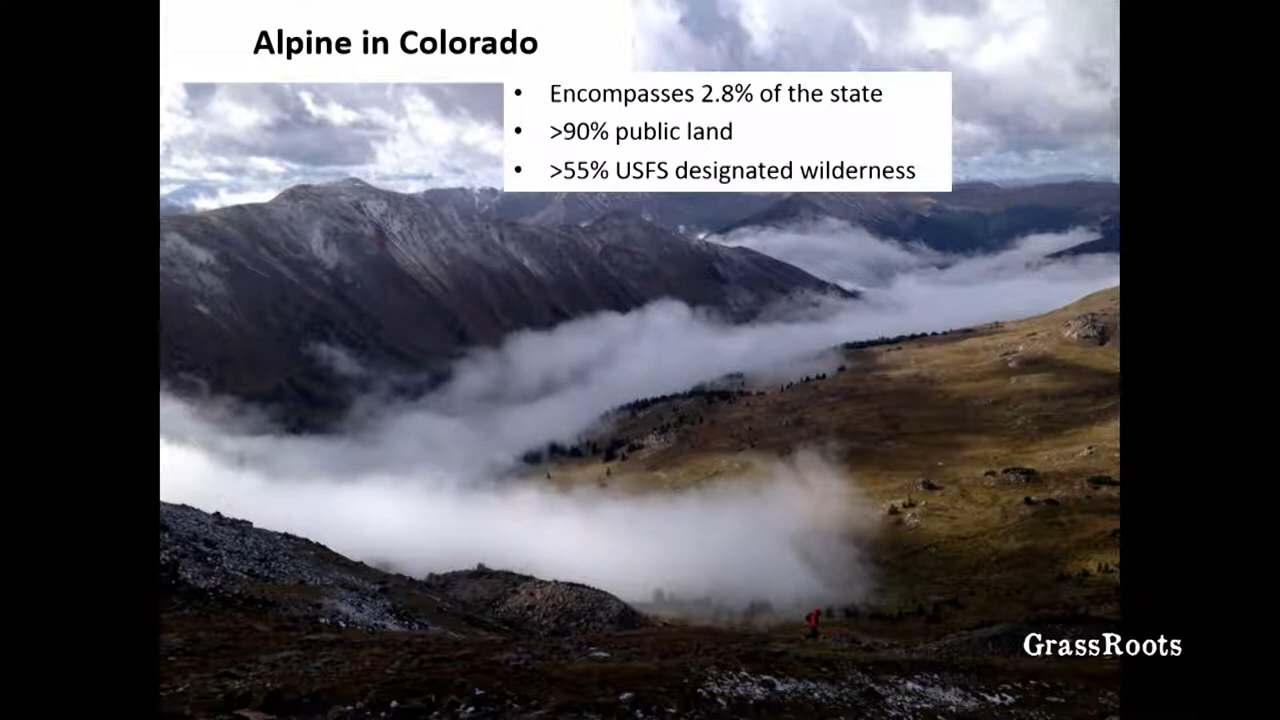 Alpine in Colorado
• Encompasses 2.8% of the state
• >90% public land
• >55% USFS designated wilderness
GrassRoots